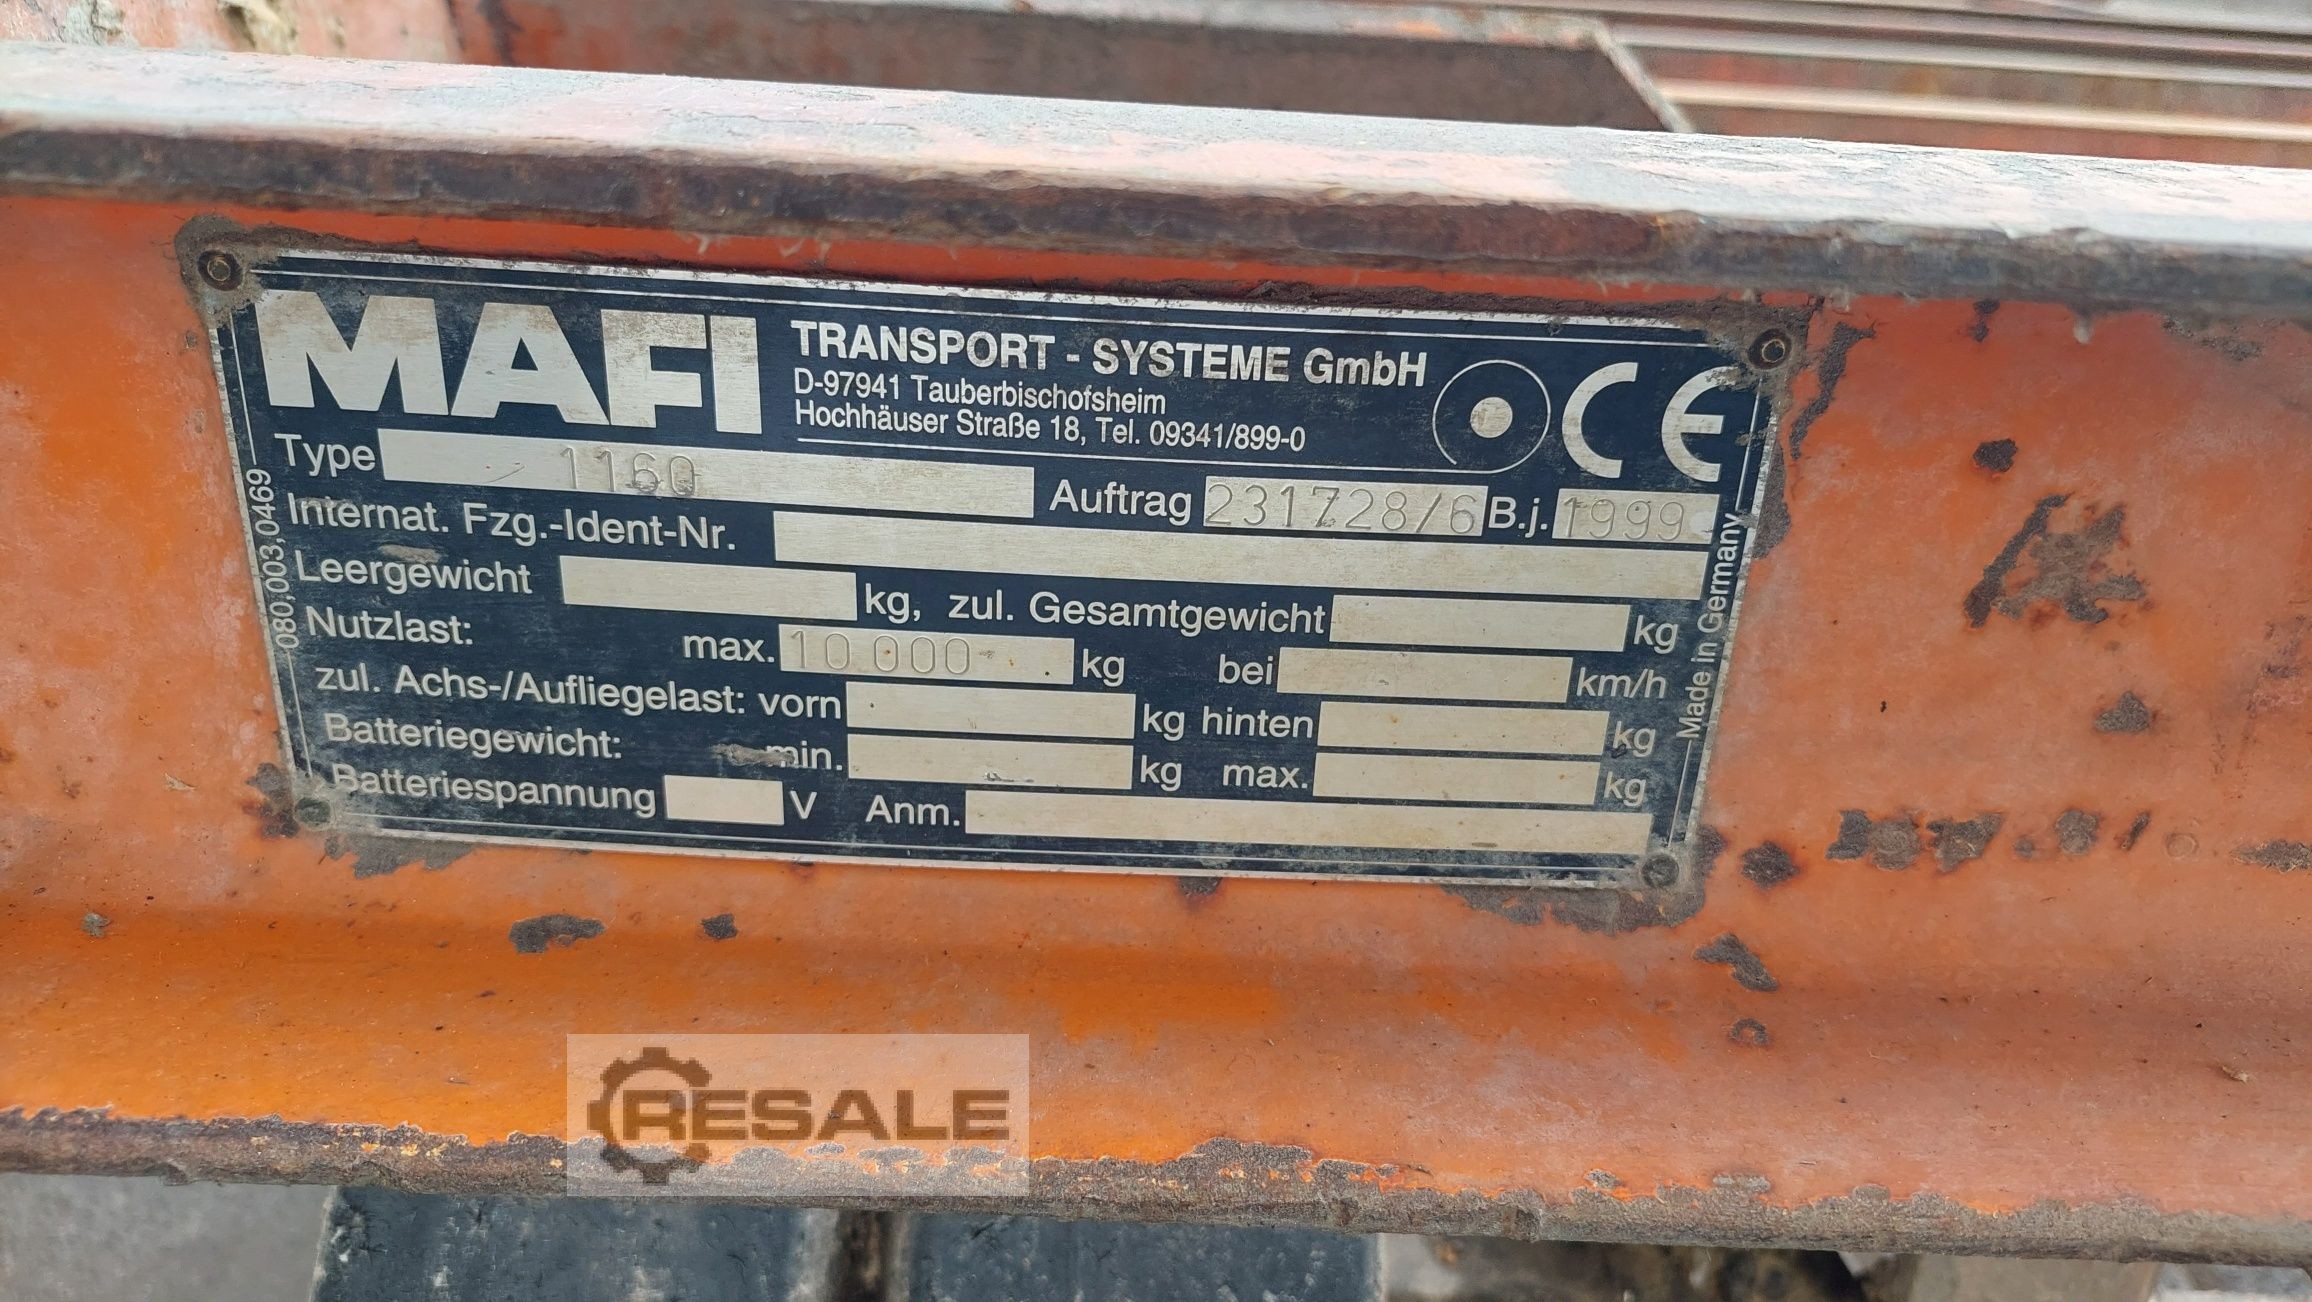 MAFI TRANSPORT - SYSTEME GmbH
D-97941 Tauberbischofsheim
Hochhäuser Straße 18, Tel. 09341/899-0
CE
Type 1160 Auftrag 231728/6 B.j. 1999
Internat. Fzg.-Ident-Nr.
Leergewicht kg, zul. Gesamtgewicht kg
Nutzlast: max. 10 000 kg bei km/h
zul. Achs-/Aufliegelast: vorn kg hinten kg
Batteriegewicht: min. kg max. kg
Batteriespannung V Anm.
080,003,0469
Made in Germany
RESALE